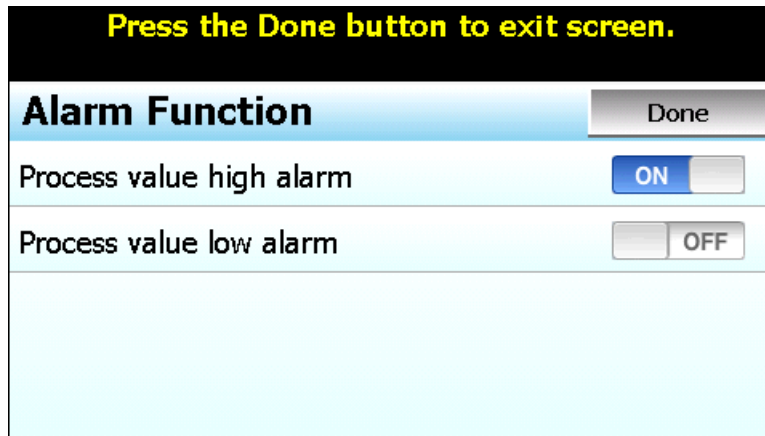 Press the Done button to exit screen.
Alarm Function Done
Process value high alarm ON
Process value low alarm OFF